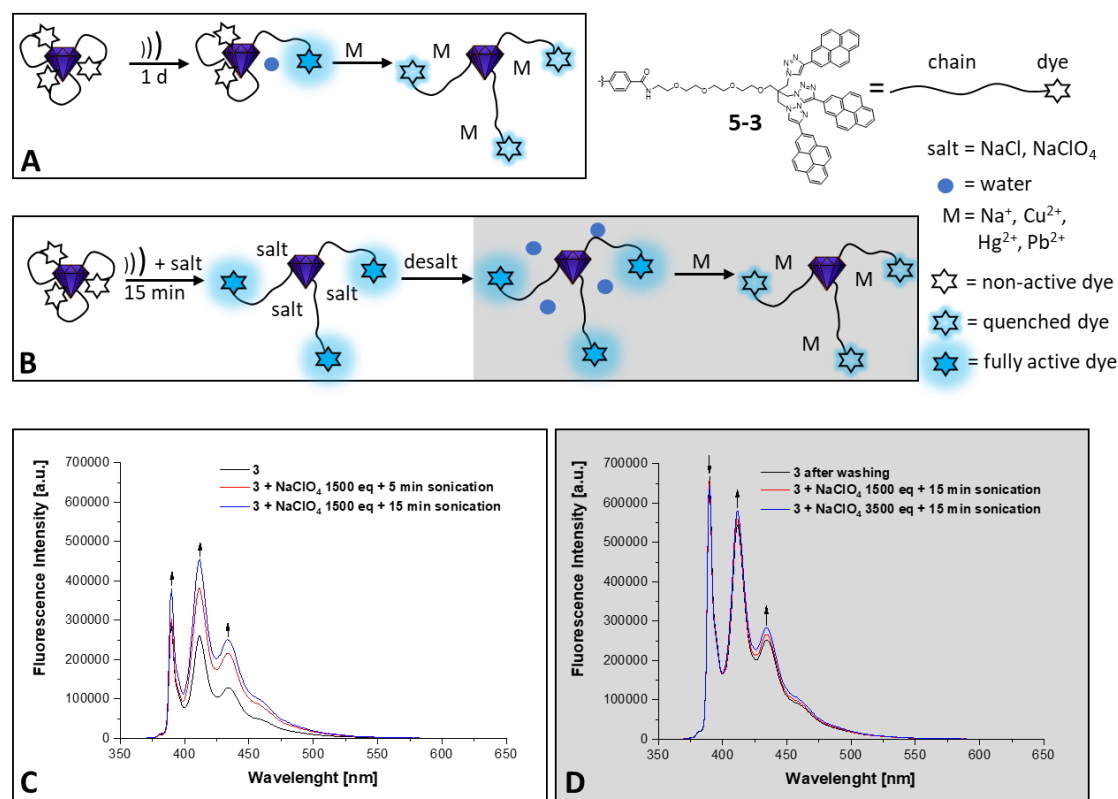 M
M
M
M
1 d
A
O
N
H
O
O
O
O
N=N
N
N
N
N
N=N
N
5-3
=
chain
dye
salt = NaCl, NaClO₄
= water
M = Na⁺, Cu²⁺,
Hg²⁺, Pb²⁺
= non-active dye
= quenched dye
= fully active dye
+ salt
15 min
salt
salt
salt
salt
desalt
M
M
M
M
B
700000
600000
500000
400000
300000
200000
100000
0
Fluorescence Intensity [a.u.]
3
3 + NaClO₄ 1500 eq + 5 min sonication
3 + NaClO₄ 1500 eq + 15 min sonication
350 400 450 500 550 600 650
Wavelenght [nm]
C
700000
600000
500000
400000
300000
200000
100000
0
Fluorescence Intensity [a.u.]
3 after washing
3 + NaClO₄ 1500 eq + 15 min sonication
3 + NaClO₄ 3500 eq + 15 min sonication
350 400 450 500 550 600 650
Wavelenght [nm]
D